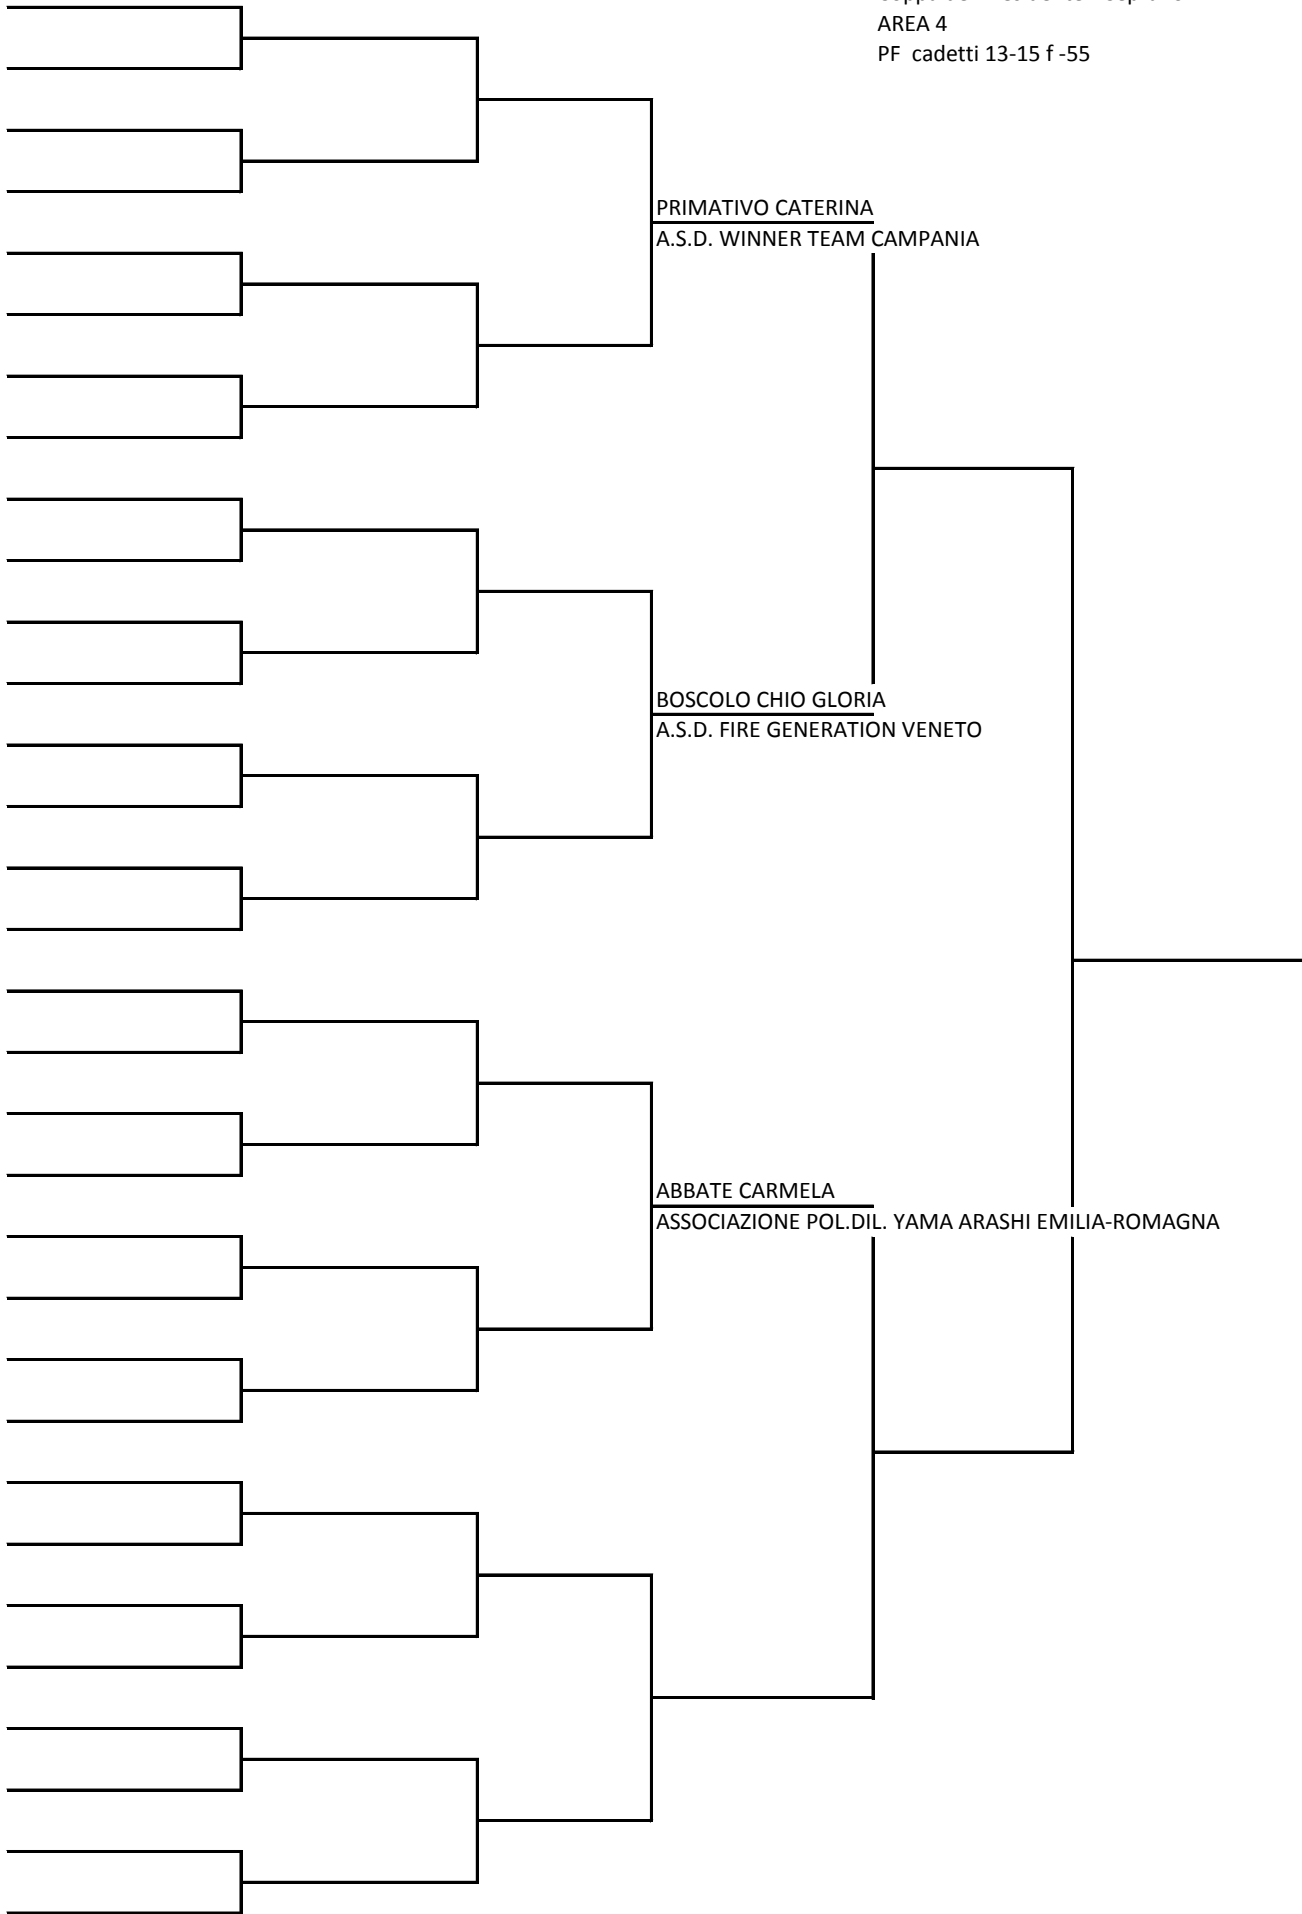 AREA 4
PF cadetti 13-15 f -55
PRIMATIVO CATERINA
A.S.D. WINNER TEAM CAMPANIA
BOSCOLO CHIO GLORIA
A.S.D. FIRE GENERATION VENETO
ABBATE CARMELA
ASSOCIAZIONE POL.DIL. YAMA ARASHI EMILIA-ROMAGNA